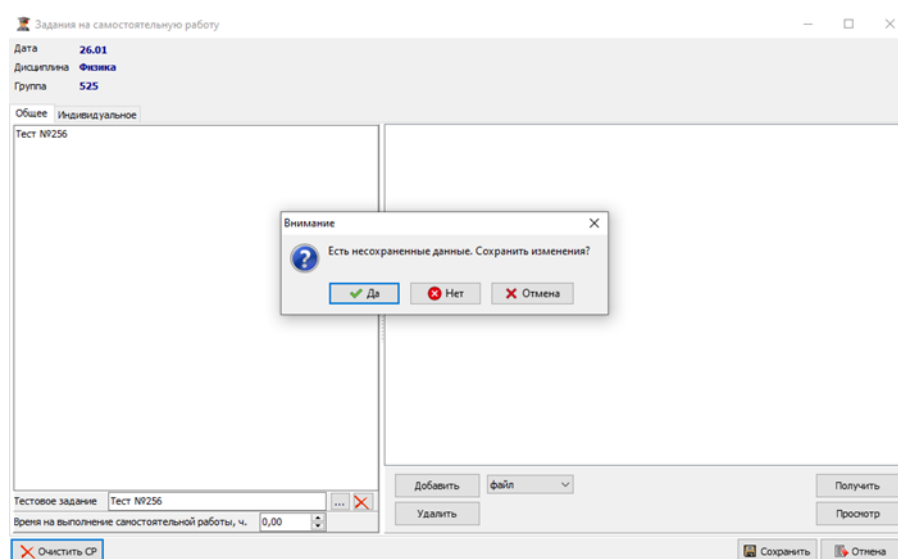 Задания на самостоятельную работу
Дата 26.01
Дисциплина Физика
Группа 525
Общее Индивидуальное
Тест №256
Внимание
Есть несохраненные данные. Сохранить изменения?
Да Нет Отмена
Добавить файл Получить
Тестовое задание Тест №256 ...
Удалить Просмотр
Время на выполнение самостоятельной работы, ч. 0,00
Очистить СР Сохранить Отмена